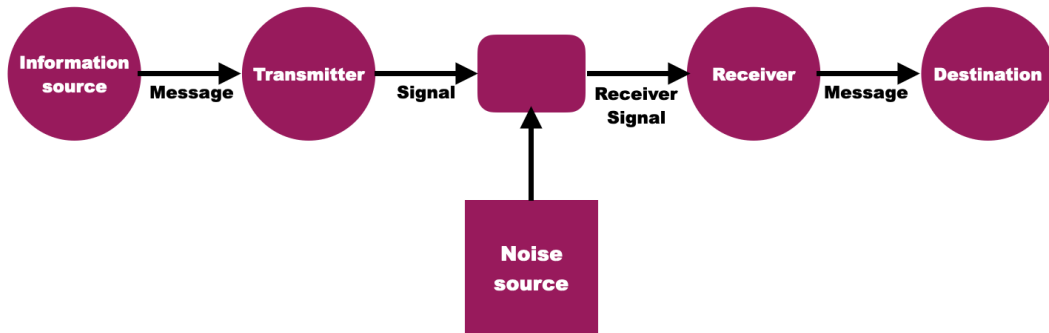 Information
source
Message
Transmitter
Signal
Receiver
Signal
Receiver
Message
Destination
Noise
source